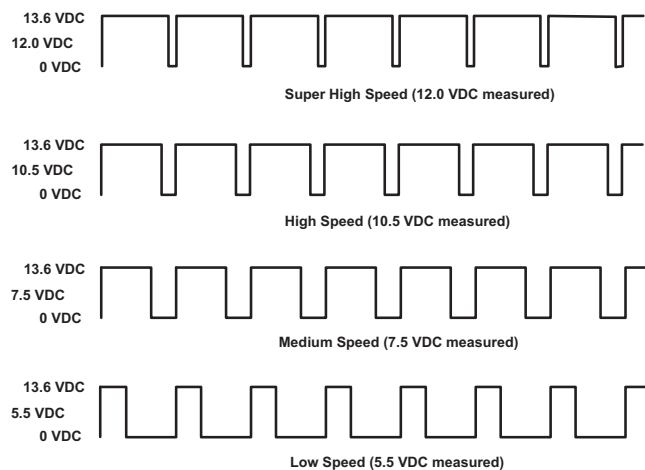 13.6 VDC
12.0 VDC
0 VDC
Super High Speed (12.0 VDC measured)
13.6 VDC
10.5 VDC
0 VDC
High Speed (10.5 VDC measured)
13.6 VDC
7.5 VDC
0 VDC
Medium Speed (7.5 VDC measured)
13.6 VDC
5.5 VDC
0 VDC
Low Speed (5.5 VDC measured)